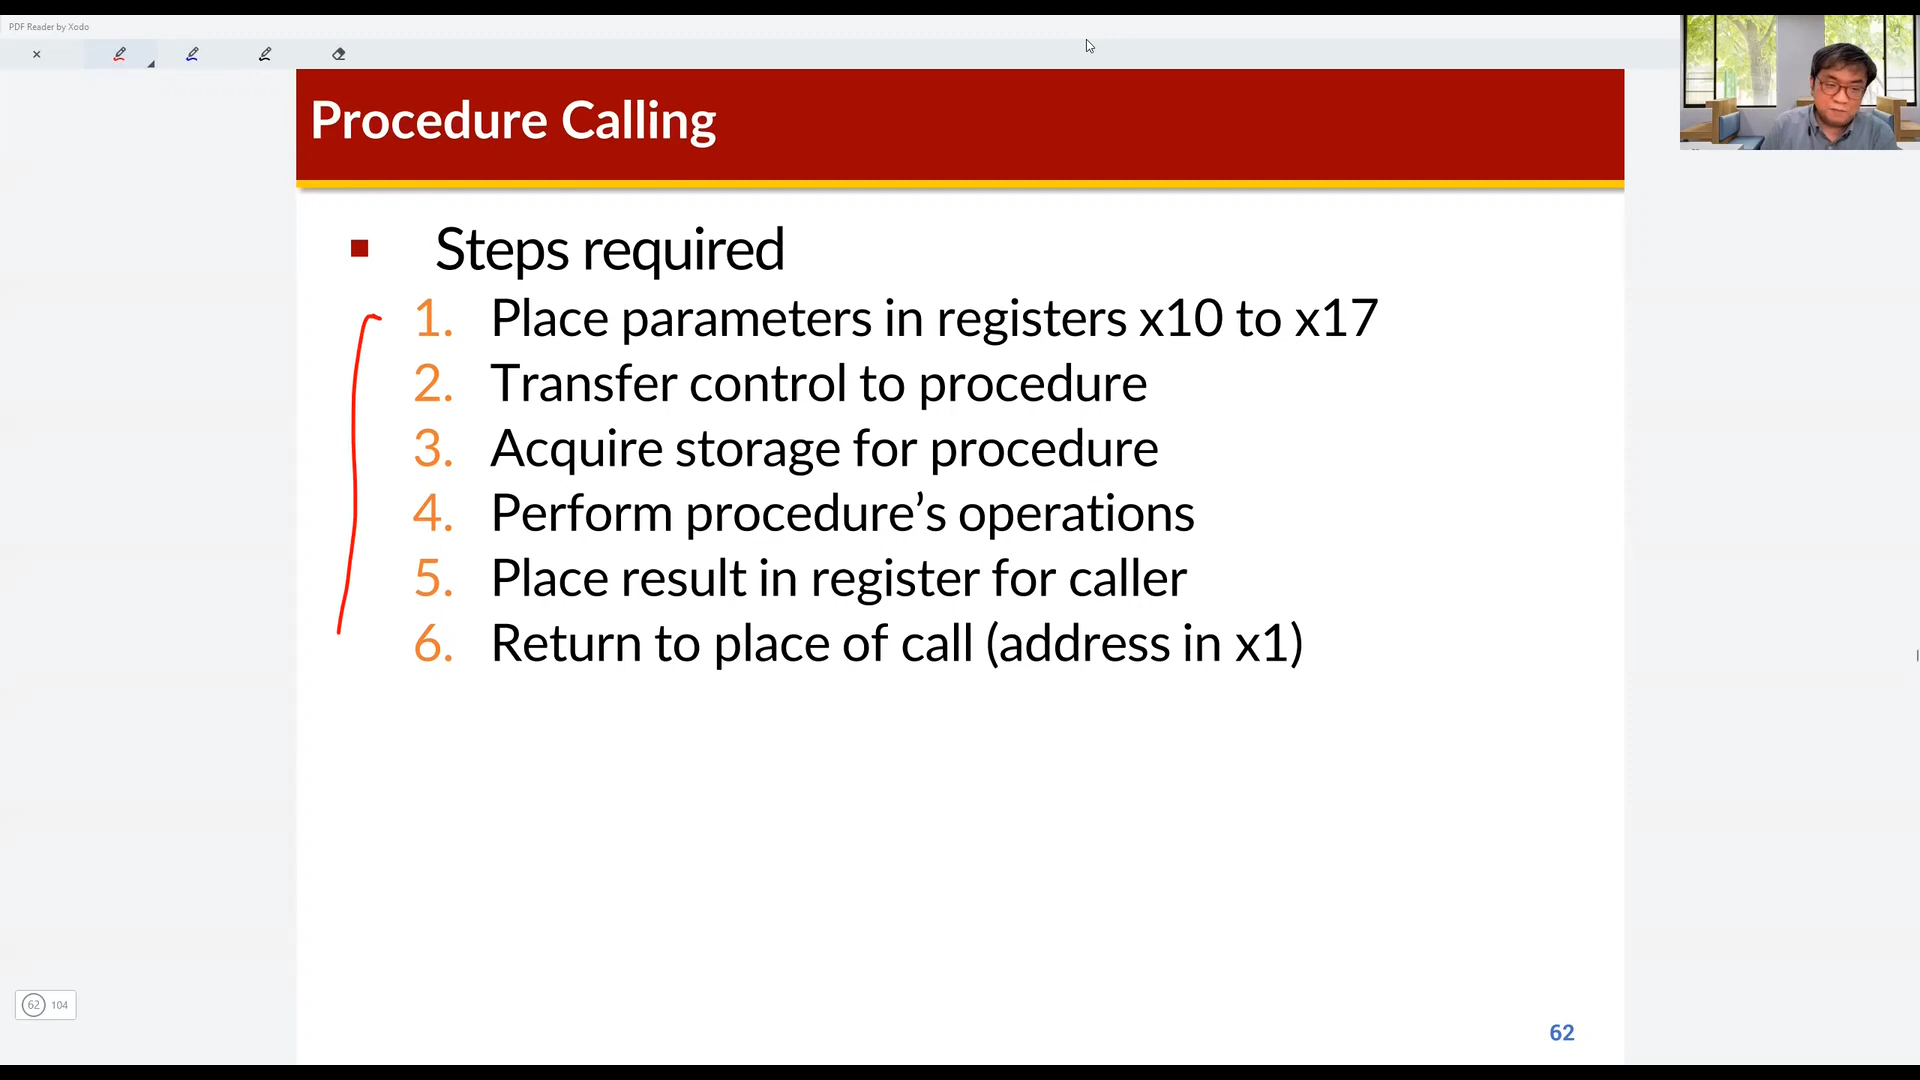 PDF Reader by Xodo
Procedure Calling
Steps required
1. Place parameters in registers x10 to x17
2. Transfer control to procedure
3. Acquire storage for procedure
4. Perform procedure’s operations
5. Place result in register for caller
6. Return to place of call (address in x1)
62 104
62